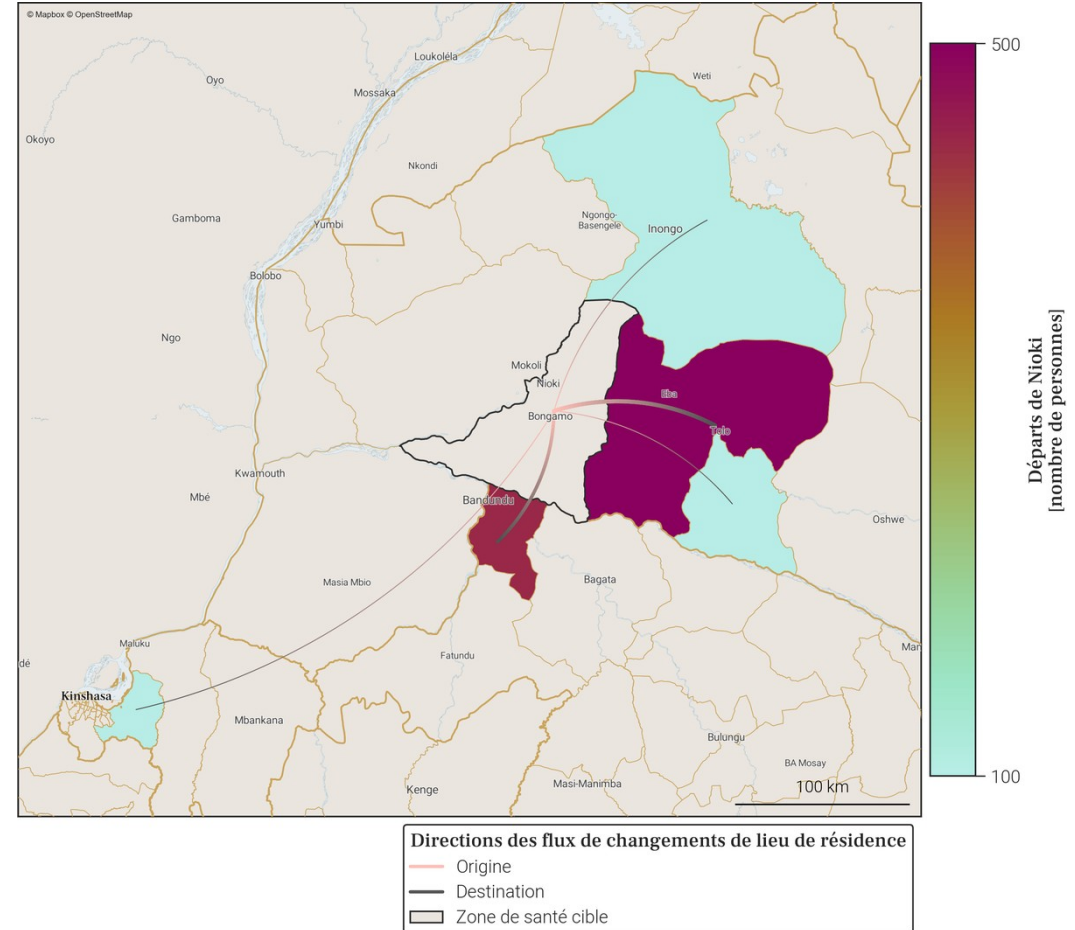 © Mapbox © OpenStreetMap
Loukoléla
Weti
Oyo
Mossaka
Okoyo
Nkondi
Gamboma
Yumbi
Ngongo-
Basengele
Inongo
Bolobo
Ngo
Mokoli
Nioki
Eba
Bongamo
Tolo
Kwamouth
Mbé
Bandundu
Oshwe
Masia Mbio
Bagata
Maluku
Mar
dé
Fatundu
Kinshasa
Mbankana
Bulungu
BA Mosay
Kenge
Masi-Manimba
100 km
500
100
Départs de Nioki
[nombre de personnes]
Directions des flux de changements de lieu de résidence
Origine
Destination
Zone de santé cible